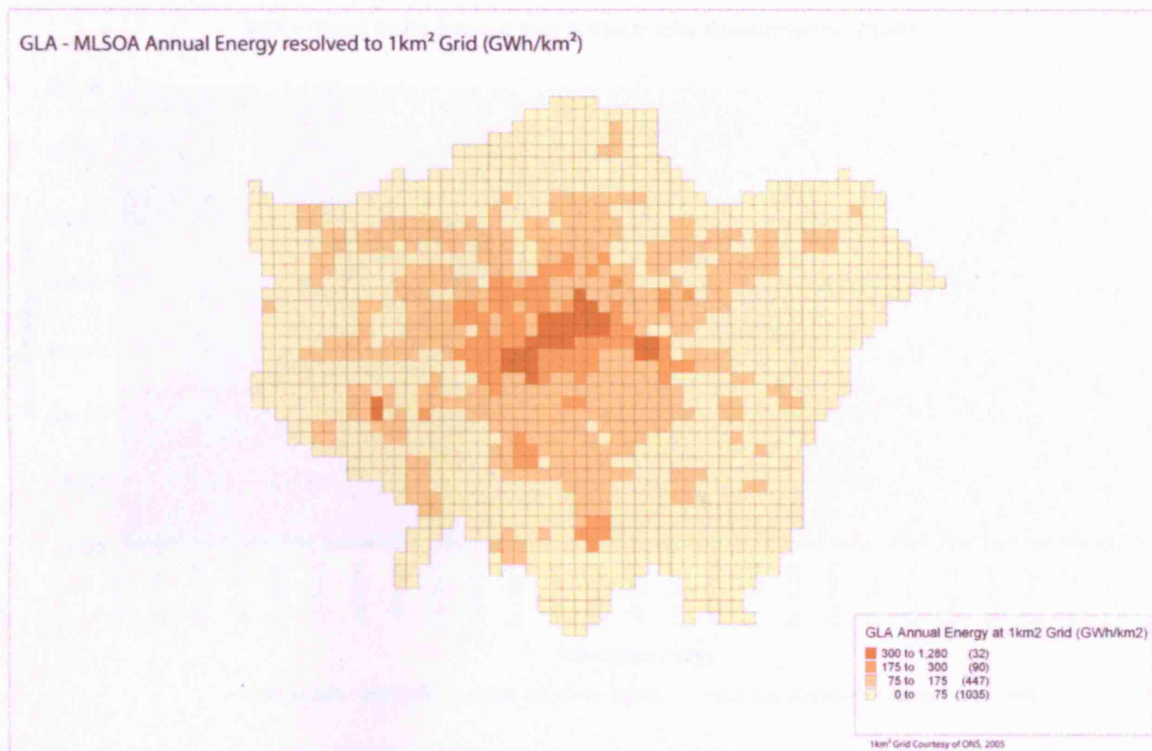 GLA - MLSOA Annual Energy resolved to 1km² Grid (GWh/km²)
GLA Annual Energy at 1km2 Grid (GWh/km2)
300 to 1,280 (32)
175 to 300 (90)
75 to 175 (447)
0 to 75 (1035)
1km² Grid Courtesy of ONS, 2005